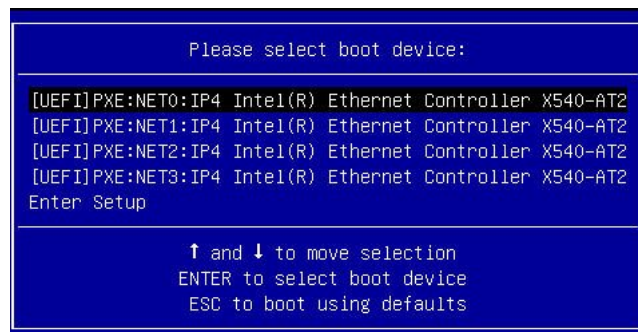 Please select boot device:
[UEFI]PXE:NET0:IP4 Intel(R) Ethernet Controller X540-AT2
[UEFI]PXE:NET1:IP4 Intel(R) Ethernet Controller X540-AT2
[UEFI]PXE:NET2:IP4 Intel(R) Ethernet Controller X540-AT2
[UEFI]PXE:NET3:IP4 Intel(R) Ethernet Controller X540-AT2
Enter Setup
↑ and ↓ to move selection
ENTER to select boot device
ESC to boot using defaults